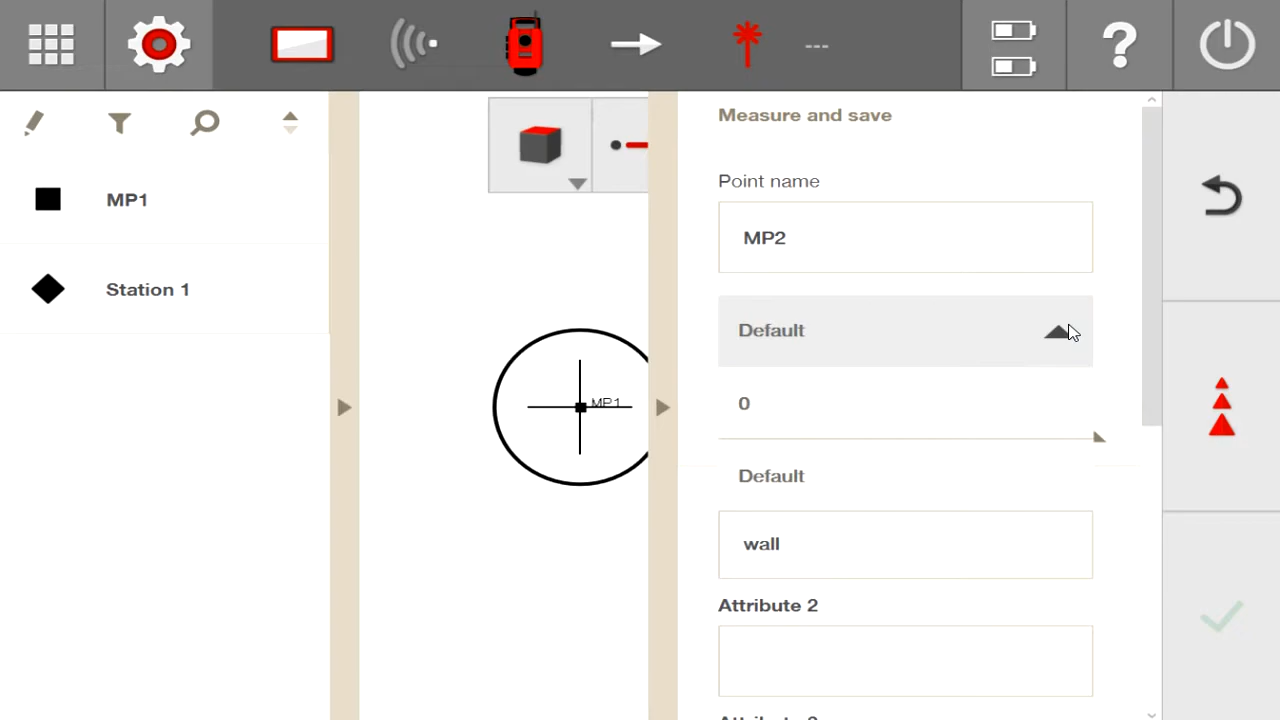 ---
MP1
Station 1
MP1
Measure and save
Point name
MP2
Default
0
Default
wall
Attribute 2